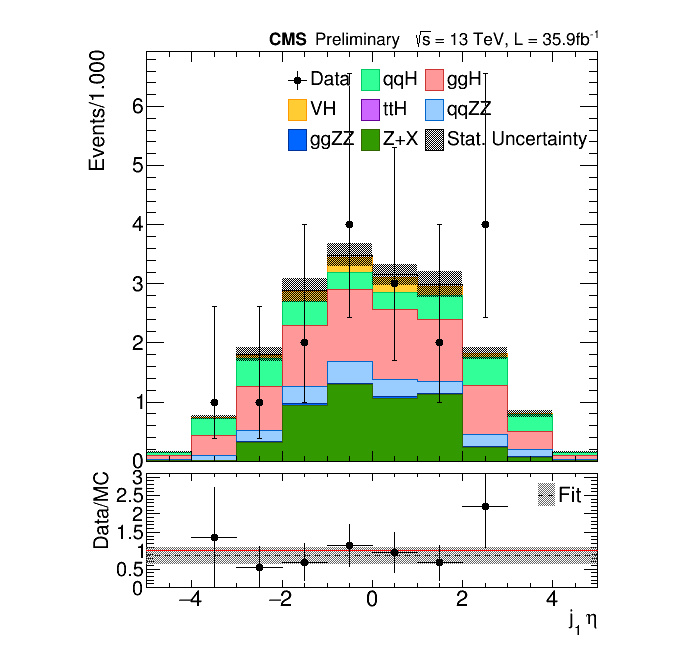 CMS Preliminary √s = 13 TeV, L = 35.9fb⁻¹
Events/1.000
Data qqH ggH
VH ttH qqZZ
ggZZ Z+X Stat. Uncertainty
6
5
4
3
2
1
0
Data/MC
3
2.5
2
1.5
1
0.5
0
Fit
−4 −2 0 2 4
j₁ η